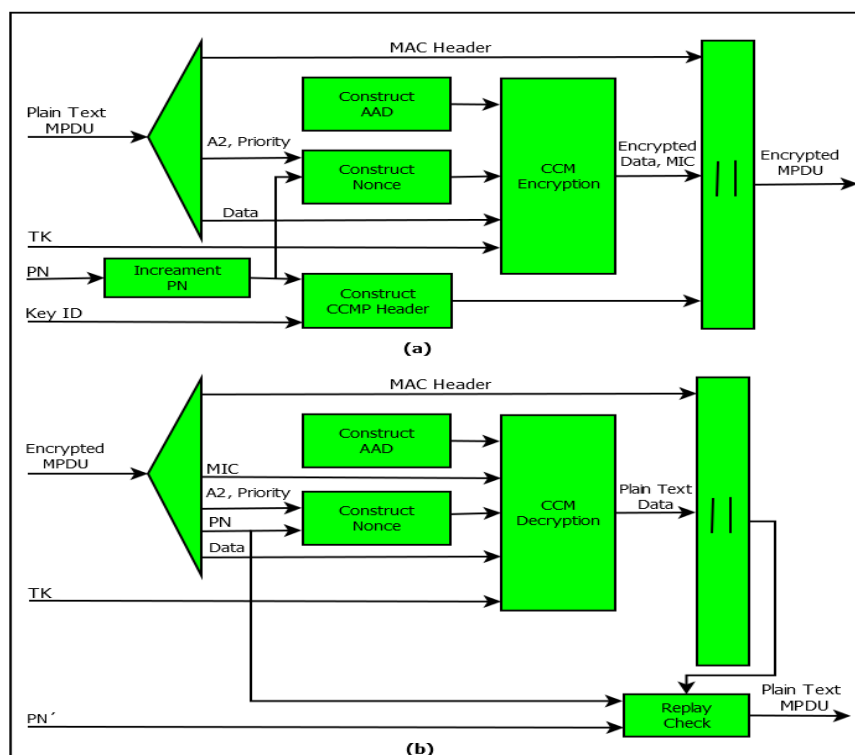 MAC Header
Plain Text
MPDU
Construct
AAD
A2, Priority
Construct
Nonce
CCM
Encryption
Encrypted
Data, MIC
||
Encrypted
MPDU
Data
TK
PN
Increament
PN
Construct
CCMP Header
Key ID
(a)
MAC Header
Encrypted
MPDU
Construct
AAD
MIC
A2, Priority
PN
Construct
Nonce
CCM
Decryption
Plain Text
Data
||
Data
TK
PN´
Replay
Check
Plain Text
MPDU
(b)